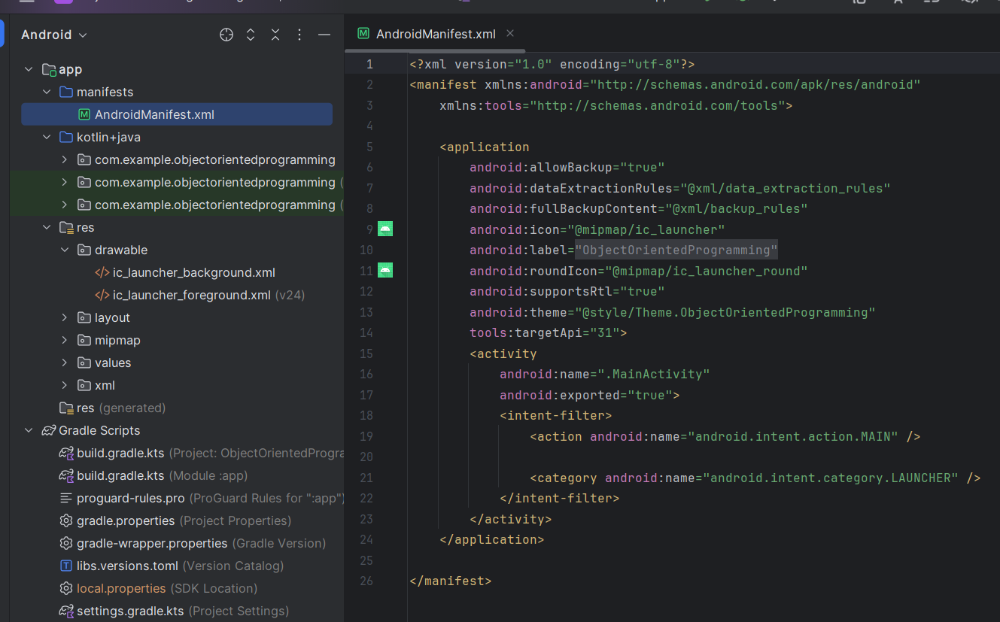 Android
app
manifests
AndroidManifest.xml
kotlin+java
com.example.objectorientedprogramming
com.example.objectorientedprogramming (
com.example.objectorientedprogramming (
res
drawable
ic_launcher_background.xml
ic_launcher_foreground.xml (v24)
layout
mipmap
values
xml
res (generated)
Gradle Scripts
build.gradle.kts (Project: ObjectOrientedProgra
build.gradle.kts (Module :app)
proguard-rules.pro (ProGuard Rules for ":app")
gradle.properties (Project Properties)
gradle-wrapper.properties (Gradle Version)
libs.versions.toml (Version Catalog)
local.properties (SDK Location)
settings.gradle.kts (Project Settings)
AndroidManifest.xml
1 <?xml version="1.0" encoding="utf-8"?>
2 <manifest xmlns:android="http://schemas.android.com/apk/res/android"
3 xmlns:tools="http://schemas.android.com/tools">
4
5 <application
6 android:allowBackup="true"
7 android:dataExtractionRules="@xml/data_extraction_rules"
8 android:fullBackupContent="@xml/backup_rules"
9 android:icon="@mipmap/ic_launcher"
10 android:label="ObjectOrientedProgramming"
11 android:roundIcon="@mipmap/ic_launcher_round"
12 android:supportsRtl="true"
13 android:theme="@style/Theme.ObjectOrientedProgramming"
14 tools:targetApi="31">
15 <activity
16 android:name=".MainActivity"
17 android:exported="true">
18 <intent-filter>
19 <action android:name="android.intent.action.MAIN" />
20
21 <category android:name="android.intent.category.LAUNCHER" />
22 </intent-filter>
23 </activity>
24 </application>
25
26 </manifest>